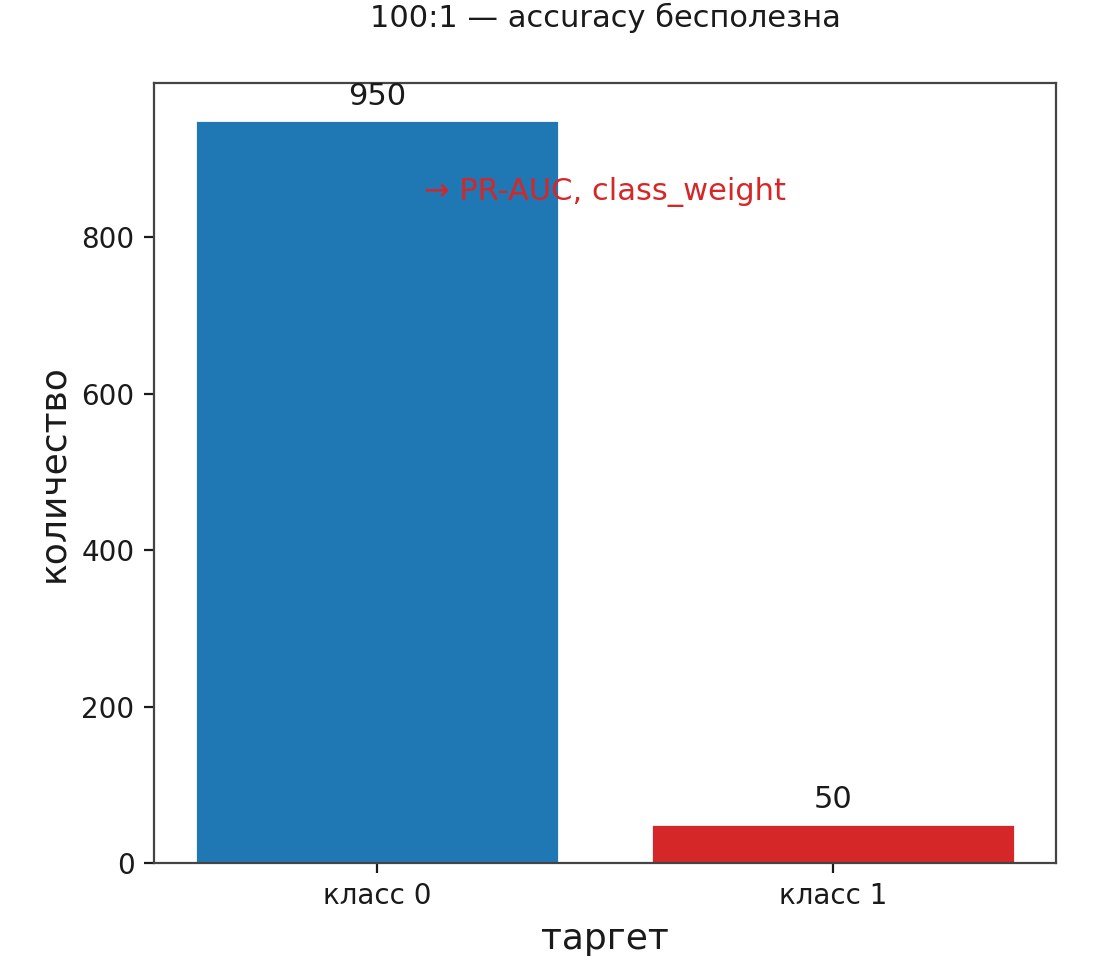 100:1 — accuracy бесполезна
950
→ PR-AUC, class_weight
800
600
400
200
0
50
количество
класс 0
класс 1
таргет